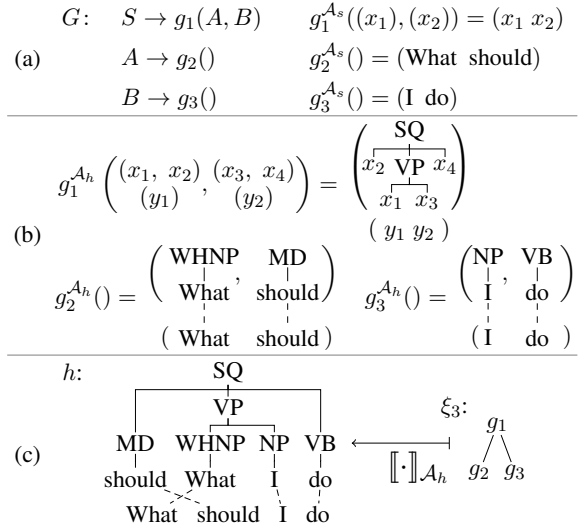 G: S → g₁(A, B) g₁^{𝒜ₛ}((x₁), (x₂)) = (x₁ x₂)
(a) A → g₂() g₂^{𝒜ₛ}() = (What should)
B → g₃() g₃^{𝒜ₛ}() = (I do)
SQ
(x₁, x₂) (x₃, x₄) x₂ VP x₄
g₁^{𝒜ₕ} ( , ) =
(y₁) (y₂) x₁ x₃
( y₁ y₂ )
(b)
WHNP , MD NP , VB
g₂^{𝒜ₕ}() = ( What should ) g₃^{𝒜ₕ}() = ( I do )
( What should ) ( I do )
h: SQ
VP ξ₃: g₁
(c) MD WHNP NP VB
⟦·⟧_{𝒜ₕ} g₂ g₃
should What I do
What should I do